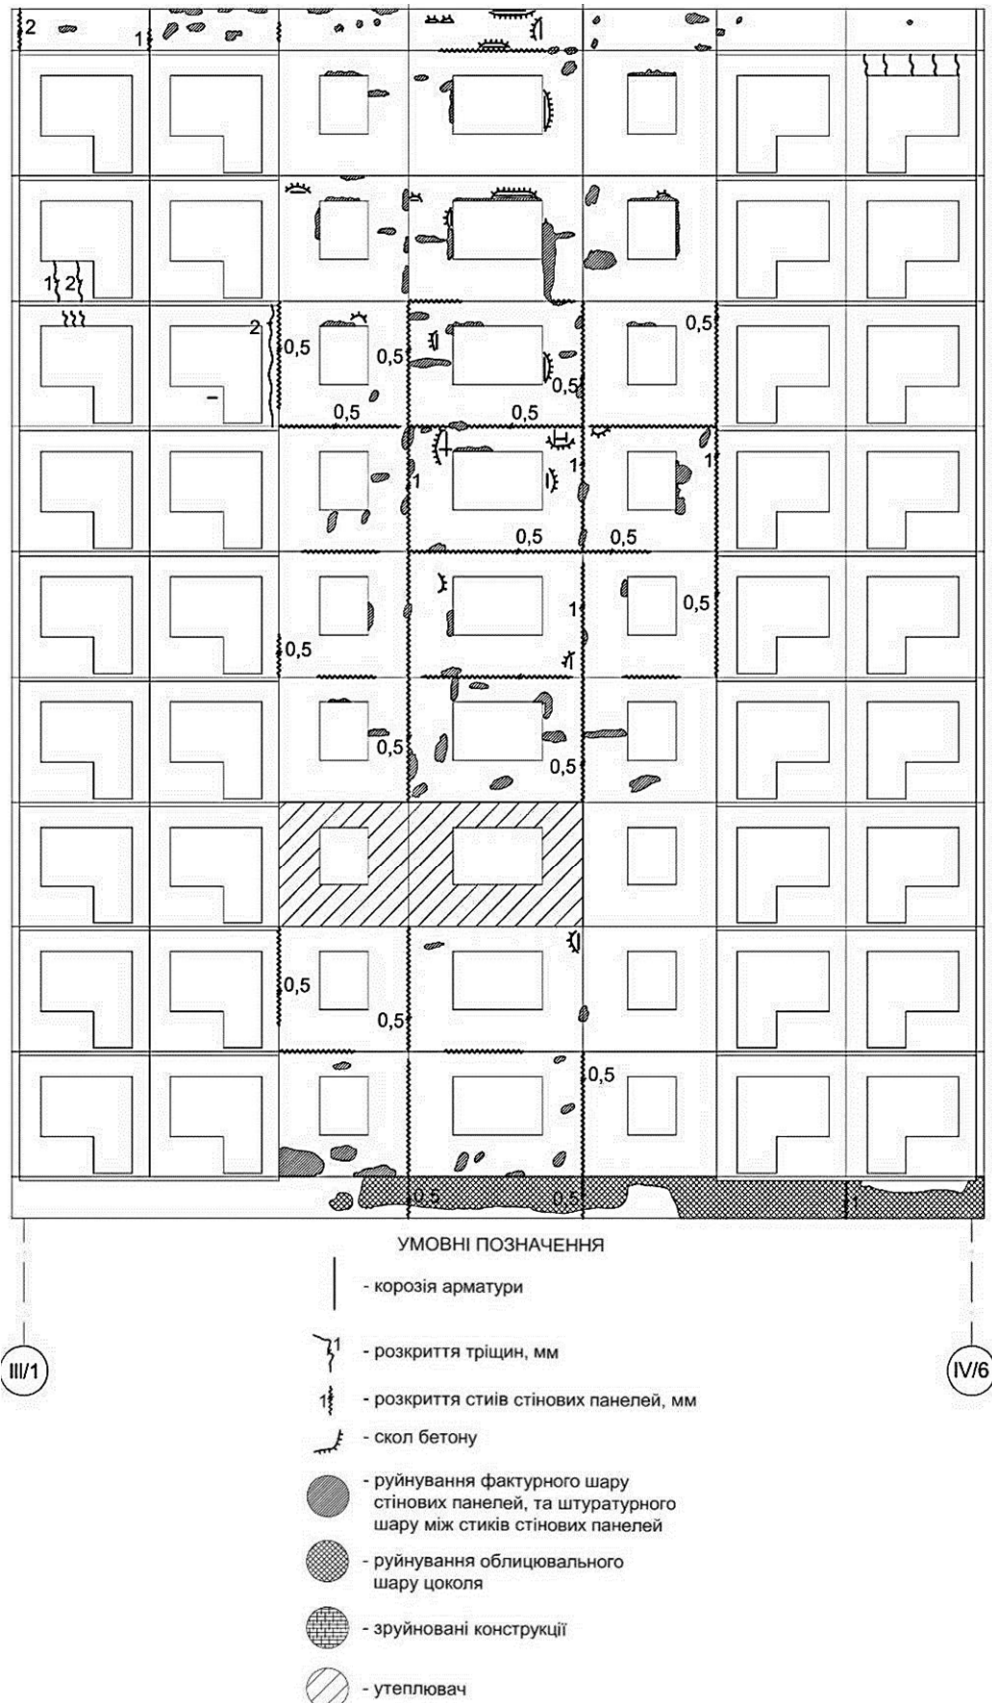 2
1
1 2
2
0,5
0,5
0,5
0,5
0,5
0,5
1
1
1
0,5
0,5
1
0,5
0,5
0,5
0,5
0,5
0,5
0,5
0,5
0,5
1
УМОВНІ ПОЗНАЧЕННЯ
- корозія арматури
1
- розкриття тріщин, мм
1
- розкриття стиів стінових панелей, мм
- скол бетону
- руйнування фактурного шару
стінових панелей, та штуратурного
шару між стиків стінових панелей
- руйнування облицювального
шару цоколя
- зруйновані конструкції
- утеплювач
III/1
IV/6